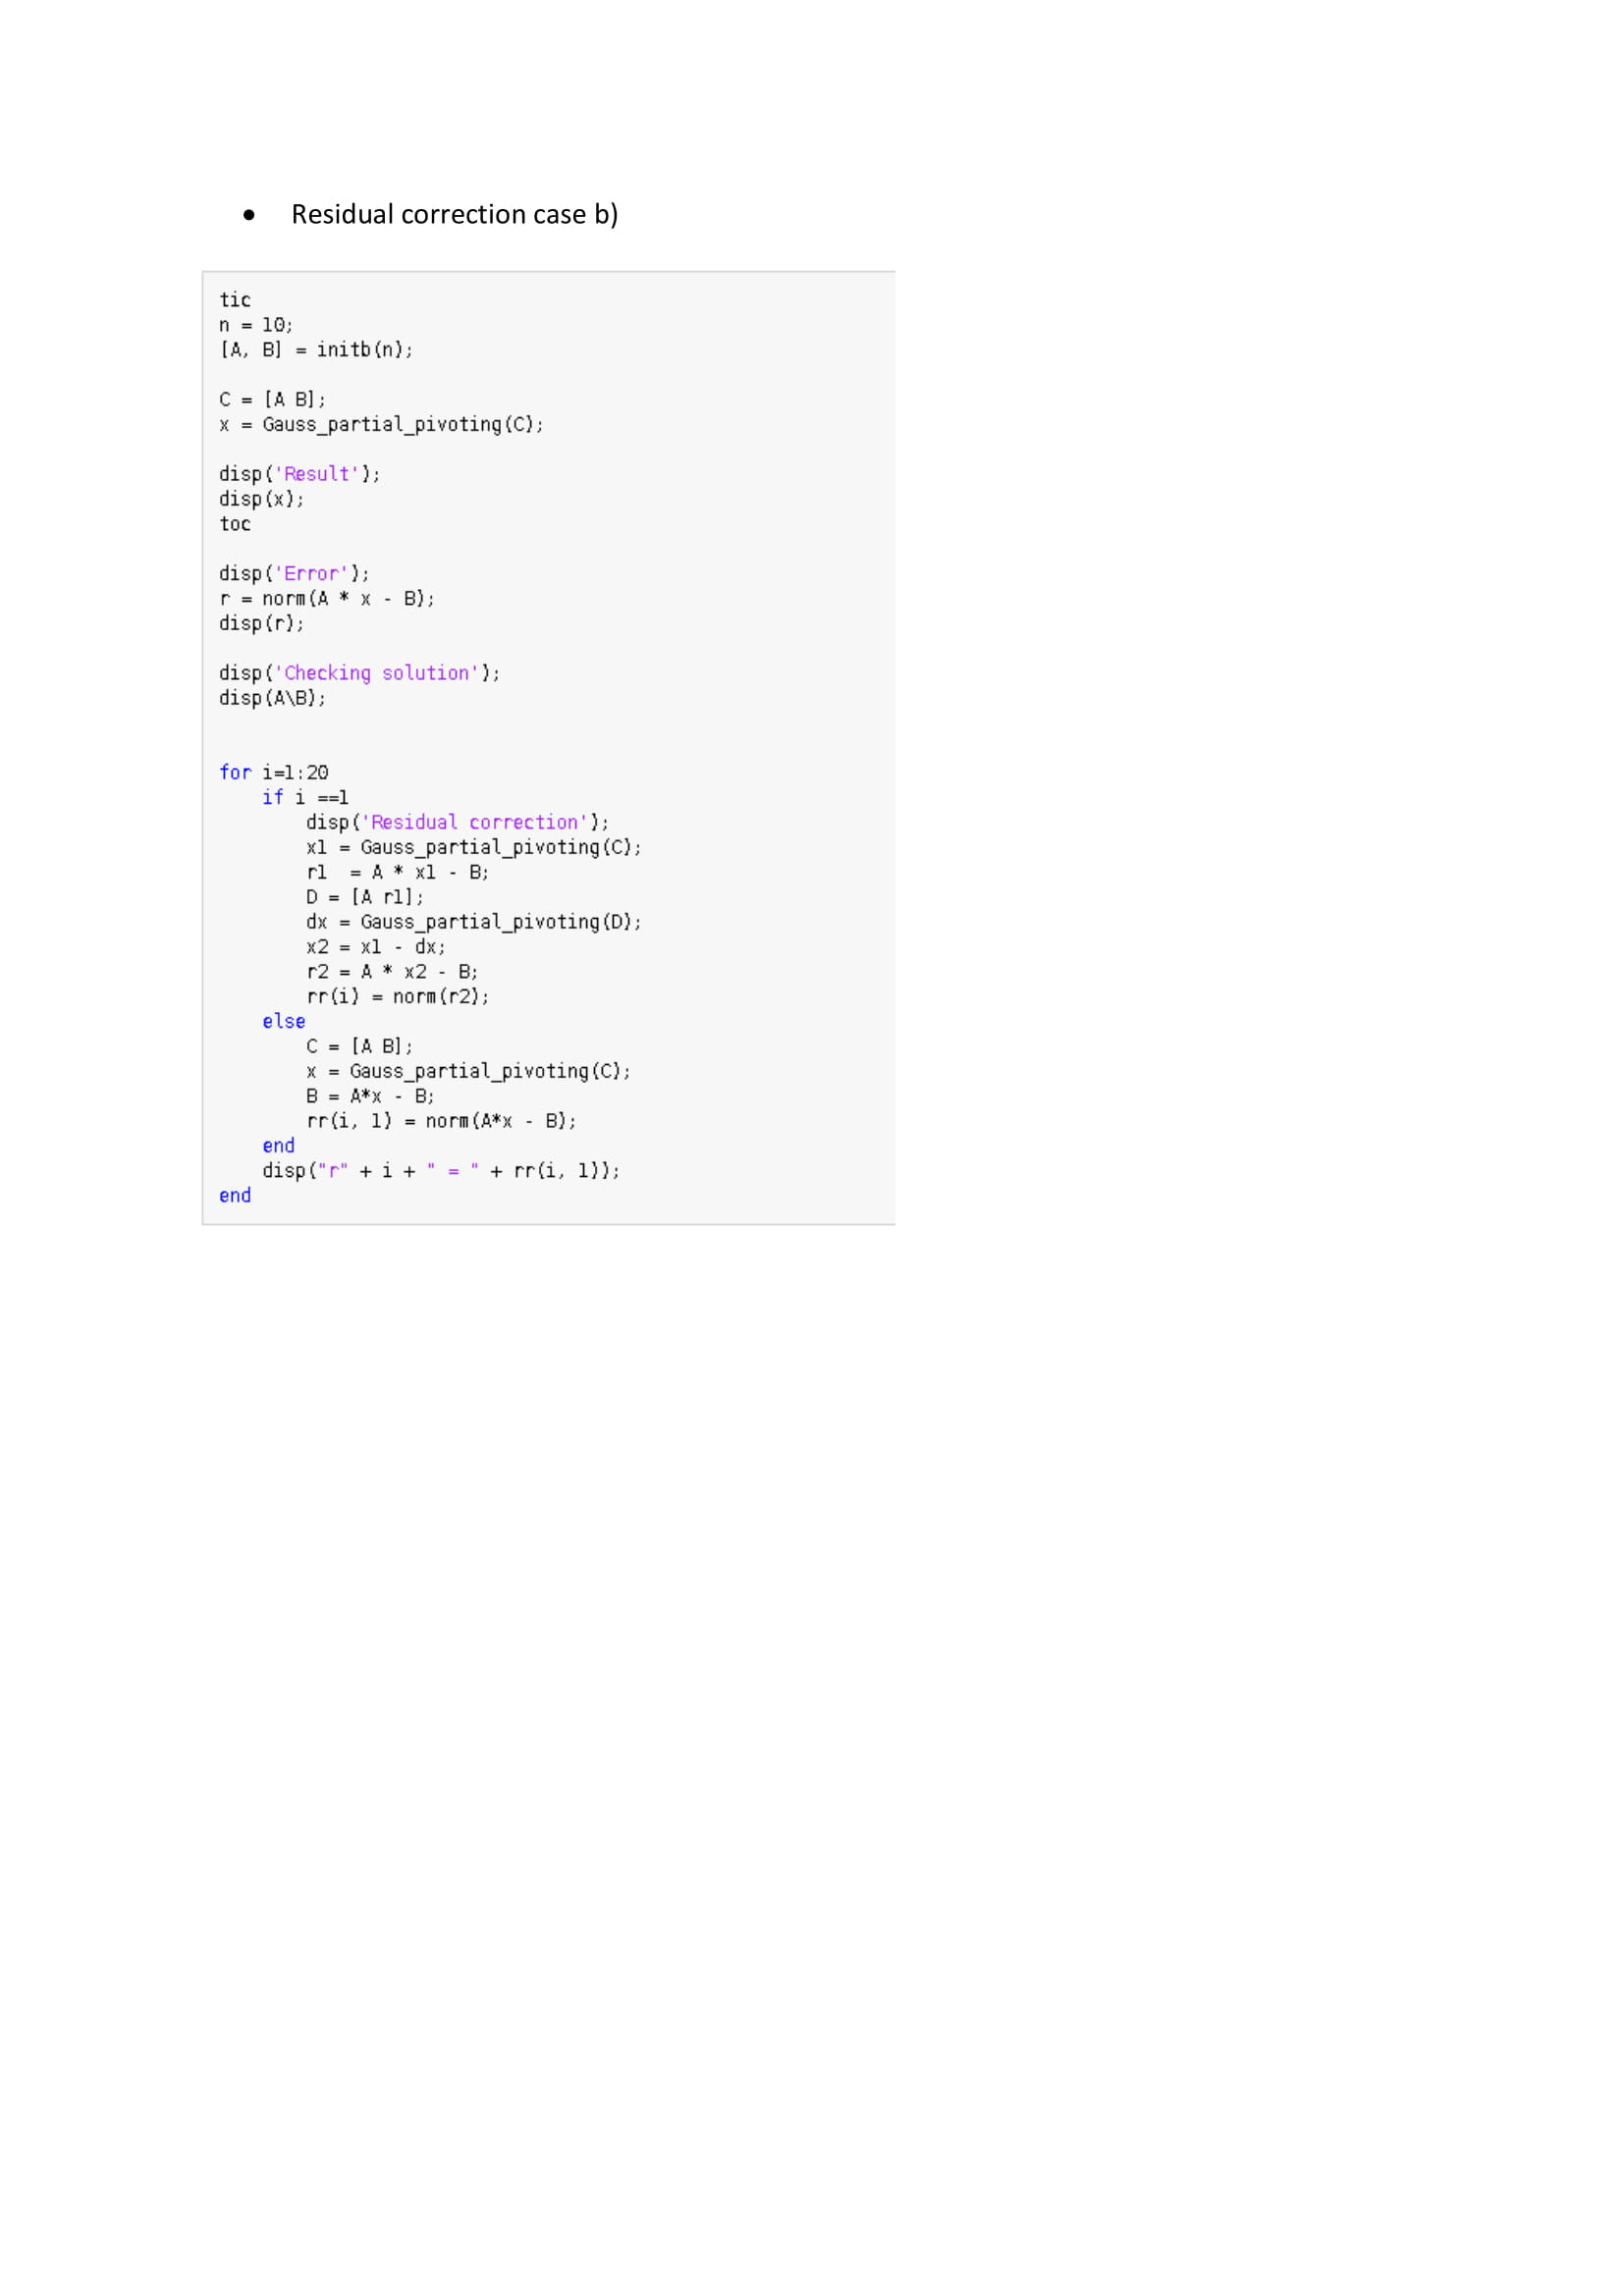 • Residual correction case b)
tic
n = 10;
[A, B] = initb(n);
C = [A B];
x = Gauss_partial_pivoting(C);
disp('Result');
disp(x);
toc
disp('Error');
r = norm(A * x - B);
disp(r);
disp('Checking solution');
disp(A\B);
for i=1:20
    if i ==1
        disp('Residual correction');
        x1 = Gauss_partial_pivoting(C);
        r1  = A * x1 - B;
        D = [A r1];
        dx = Gauss_partial_pivoting(D);
        x2 = x1 - dx;
        r2 = A * x2 - B;
        rr(i) = norm(r2);
    else
        C = [A B];
        x = Gauss_partial_pivoting(C);
        B = A*x - B;
        rr(i, 1) = norm(A*x - B);
    end
    disp("r" + i + " = " + rr(i, 1));
end